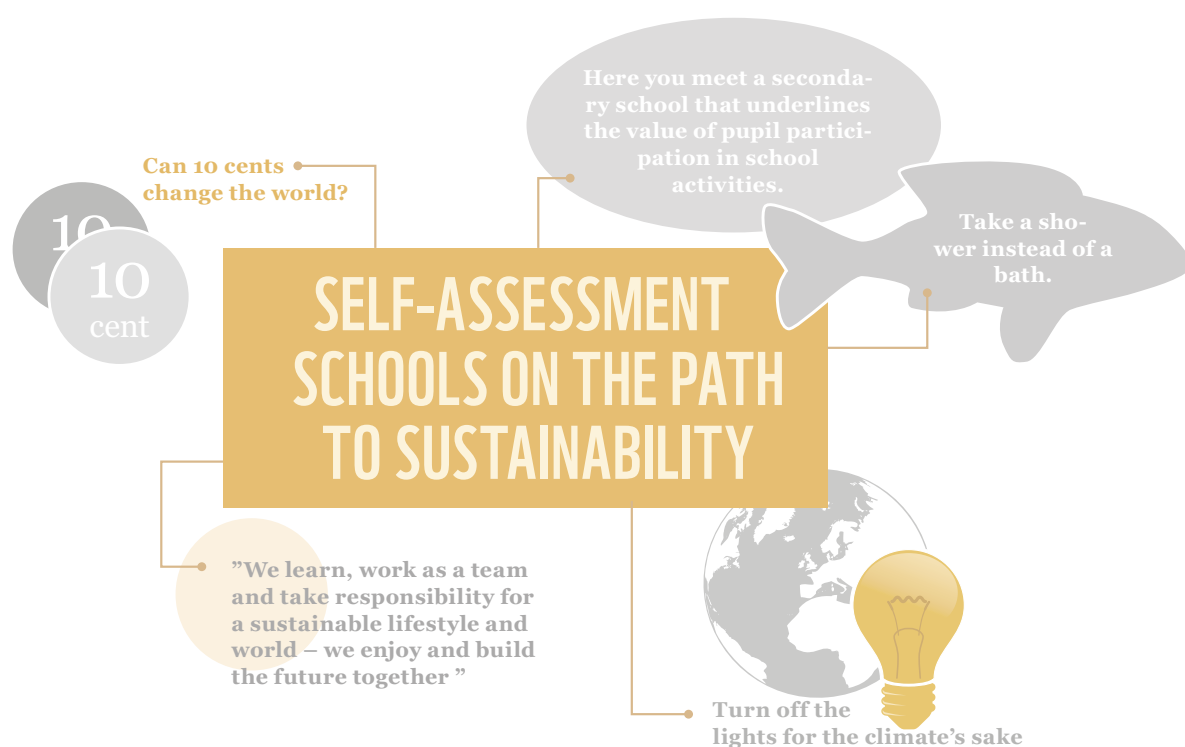 Here you meet a seconda-
ry school that underlines
the value of pupil partici-
pation in school
activities.
Can 10 cents
change the world?
10
10
cent
Take a sho-
wer instead of a
bath.
SELF-ASSESSMENT
SCHOOLS ON THE PATH
TO SUSTAINABILITY
”We learn, work as a team
and take responsibility for
a sustainable lifestyle and
world – we enjoy and build
the future together ”
Turn off the
lights for the climate’s sake